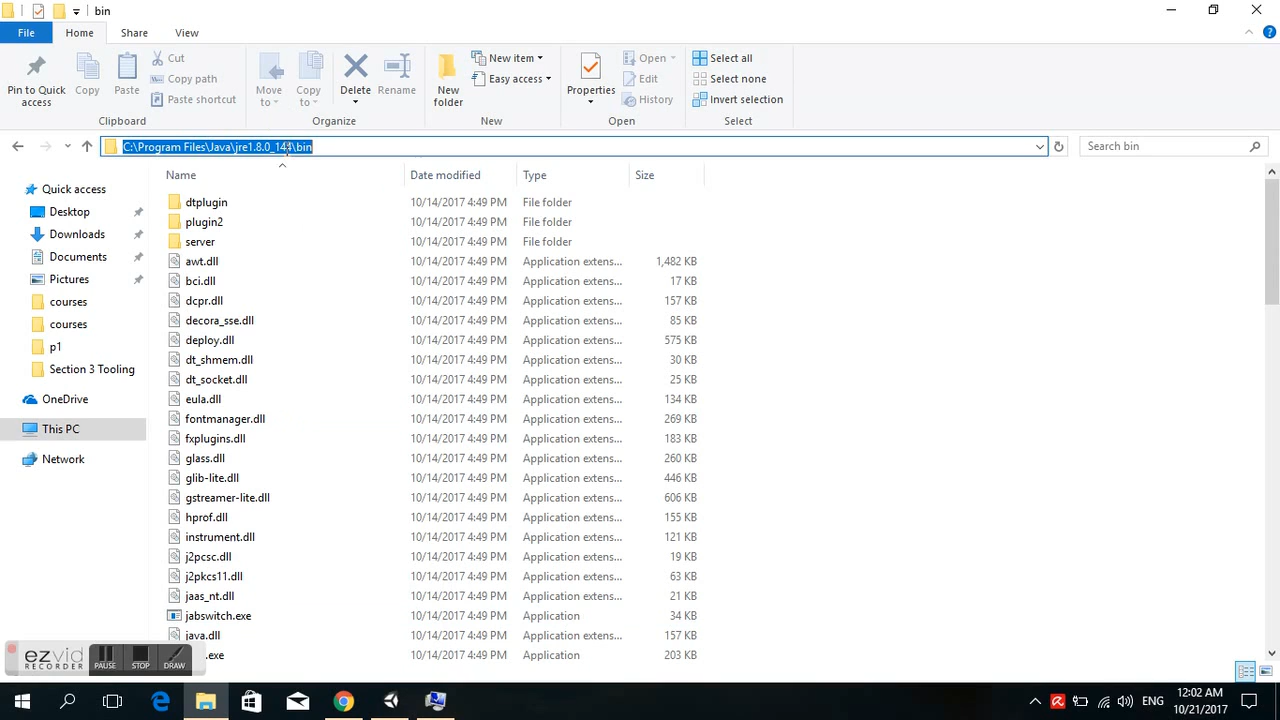 bin
File
Home
Share
View
Pin to Quick access
Copy
Paste
Cut
Copy path
Paste shortcut
Clipboard
Move to
Copy to
Delete
Rename
Organize
New folder
New item
Easy access
New
Properties
Open
Edit
History
Open
Select all
Select none
Invert selection
Select
Search bin
Name Date modified Type Size
Quick access
Desktop
Downloads
Documents
Pictures
courses
courses
p1
Section 3 Tooling
OneDrive
This PC
Network
dtplugin 10/14/2017 4:49 PM File folder
plugin2 10/14/2017 4:49 PM File folder
server 10/14/2017 4:49 PM File folder
awt.dll 10/14/2017 4:49 PM Application extens... 1,482 KB
bci.dll 10/14/2017 4:49 PM Application extens... 17 KB
dcpr.dll 10/14/2017 4:49 PM Application extens... 157 KB
decora_sse.dll 10/14/2017 4:49 PM Application extens... 85 KB
deploy.dll 10/14/2017 4:49 PM Application extens... 575 KB
dt_shmem.dll 10/14/2017 4:49 PM Application extens... 30 KB
dt_socket.dll 10/14/2017 4:49 PM Application extens... 25 KB
eula.dll 10/14/2017 4:49 PM Application extens... 134 KB
fontmanager.dll 10/14/2017 4:49 PM Application extens... 269 KB
fxplugins.dll 10/14/2017 4:49 PM Application extens... 183 KB
glass.dll 10/14/2017 4:49 PM Application extens... 260 KB
glib-lite.dll 10/14/2017 4:49 PM Application extens... 446 KB
gstreamer-lite.dll 10/14/2017 4:49 PM Application extens... 606 KB
hprof.dll 10/14/2017 4:49 PM Application extens... 155 KB
instrument.dll 10/14/2017 4:49 PM Application extens... 121 KB
j2pcsc.dll 10/14/2017 4:49 PM Application extens... 19 KB
j2pkcs11.dll 10/14/2017 4:49 PM Application extens... 63 KB
jaas_nt.dll 10/14/2017 4:49 PM Application extens... 21 KB
jabswitch.exe 10/14/2017 4:49 PM Application 34 KB
java.dll 10/14/2017 4:49 PM Application extens... 157 KB
.exe 10/14/2017 4:49 PM Application 203 KB
ezvid
RECORDER
PAUSE
STOP
DRAW
ENG
12:02 AM
10/21/2017